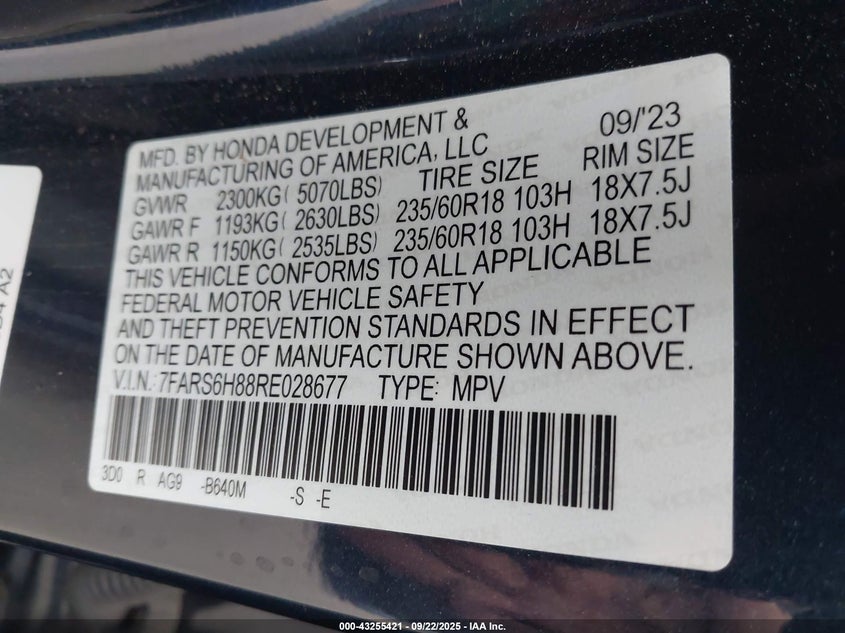 MFD. BY HONDA DEVELOPMENT & 09/'23
MANUFACTURING OF AMERICA, LLC
GVWR 2300KG( 5070LBS) TIRE SIZE RIM SIZE
GAWR F 1193KG( 2630LBS) 235/60R18 103H 18X7.5J
GAWR R 1150KG( 2535LBS) 235/60R18 103H 18X7.5J
THIS VEHICLE CONFORMS TO ALL APPLICABLE
FEDERAL MOTOR VEHICLE SAFETY
AND THEFT PREVENTION STANDARDS IN EFFECT
ON THE DATE OF MANUFACTURE SHOWN ABOVE.
V.I.N.: 7FARS6H88RE028677 TYPE: MPV
3D0 R AG9 -B640M -S -E
A2
000-43255421 - 09/22/2025 - IAA Inc.